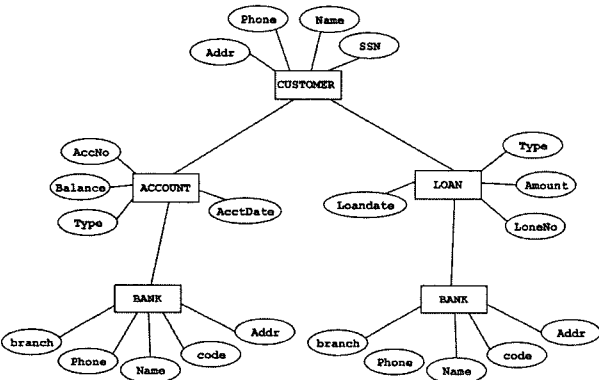 Phone
Name
Addr
SSN
CUSTOMER
AccNo
Balance
Type
ACCOUNT
AcctDate
Type
LOAN
Amount
Loandate
LoneNo
BANK
branch
Phone
Name
code
Addr
BANK
branch
Phone
Name
code
Addr